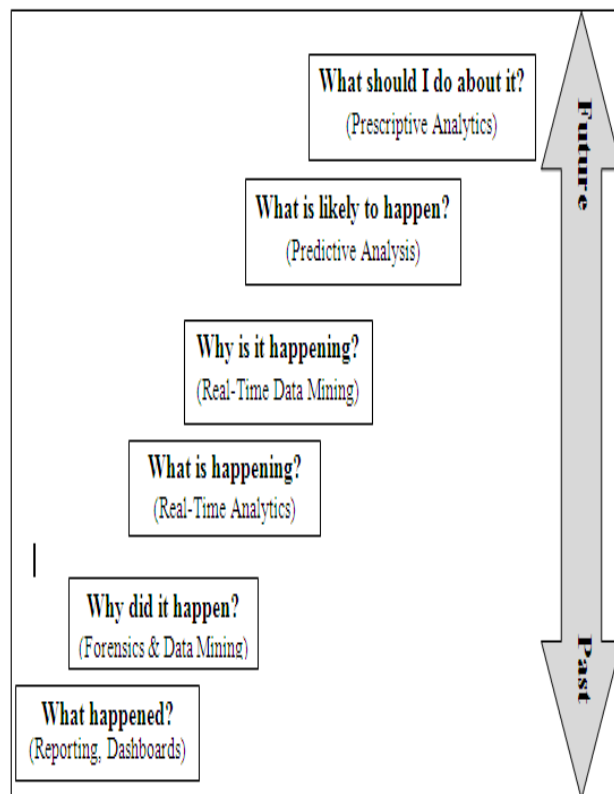 What should I do about it?
(Prescriptive Analytics)
Future
What is likely to happen?
(Predictive Analysis)
Why is it happening?
(Real-Time Data Mining)
What is happening?
(Real-Time Analytics)
Why did it happen?
(Forensics & Data Mining)
Past
What happened?
(Reporting, Dashboards)